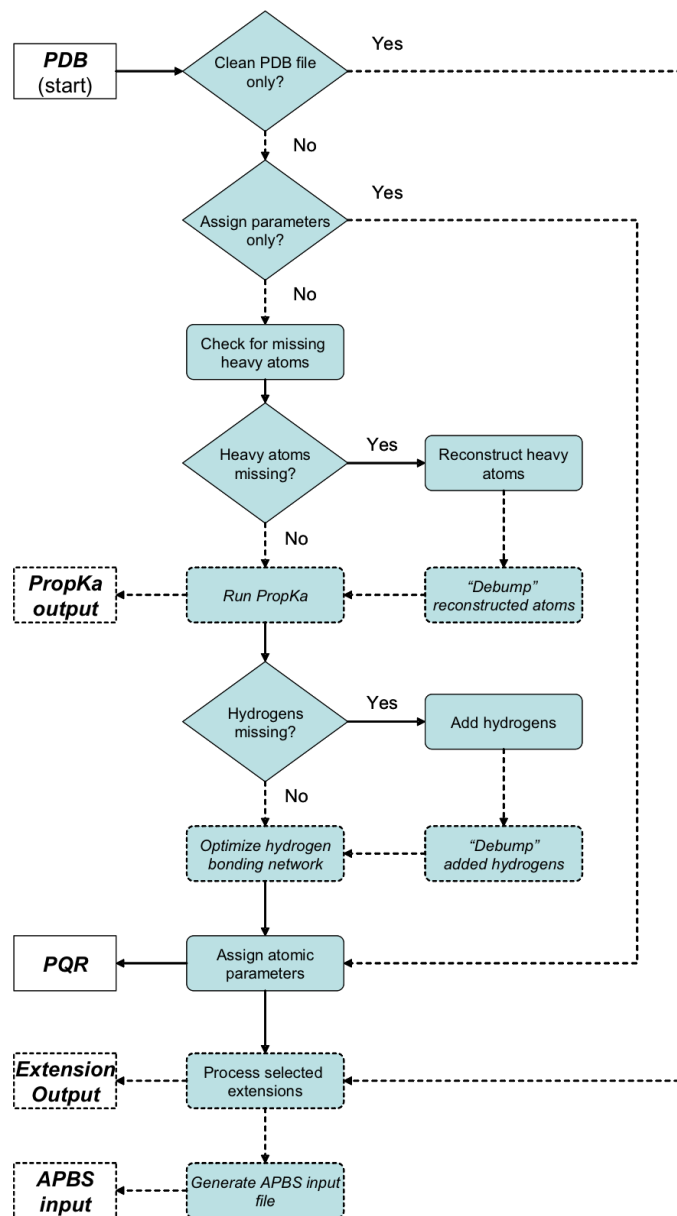 PDB
(start)
Clean PDB file
only?
Yes
No
Assign parameters
only?
Yes
No
Check for missing
heavy atoms
Heavy atoms
missing?
Yes
Reconstruct heavy
atoms
No
PropKa
output
Run PropKa
“Debump”
reconstructed atoms
Hydrogens
missing?
Yes
Add hydrogens
No
Optimize hydrogen
bonding network
“Debump”
added hydrogens
PQR
Assign atomic
parameters
Extension
Output
Process selected
extensions
APBS
input
Generate APBS input
file